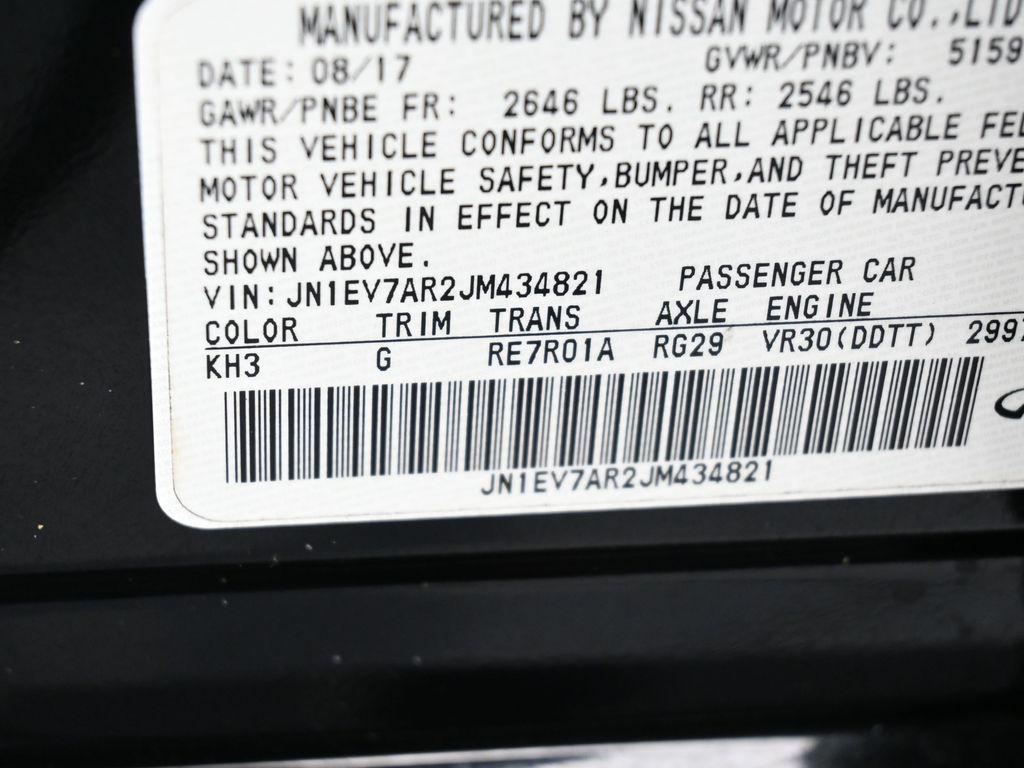 MANUFACTURED BY NISSAN MOTOR CO.,LTD
DATE: 08/17 GVWR/PNBV: 5159
GAWR/PNBE FR: 2646 LBS. RR: 2546 LBS.
THIS VEHICLE CONFORMS TO ALL APPLICABLE FED
MOTOR VEHICLE SAFETY,BUMPER,AND THEFT PREVE
STANDARDS IN EFFECT ON THE DATE OF MANUFACT
SHOWN ABOVE.
VIN: JN1EV7AR2JM434821 PASSENGER CAR
COLOR TRIM TRANS AXLE ENGINE
KH3 G RE7R01A RG29 VR30(DDTT) 2997
JN1EV7AR2JM434821